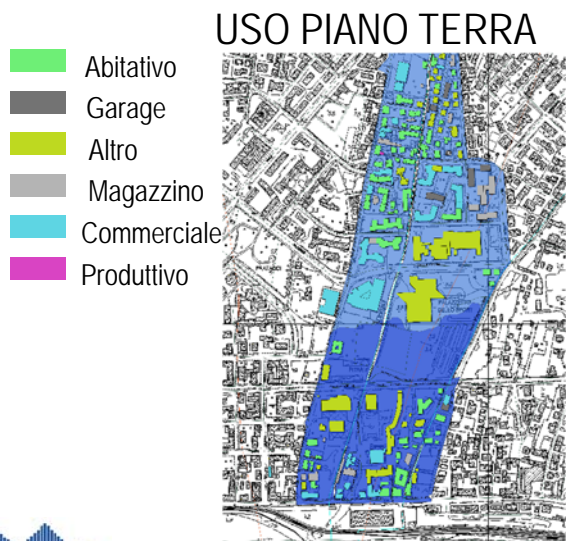 USO PIANO TERRA
Abitativo
Garage
Altro
Magazzino
Commerciale
Produttivo